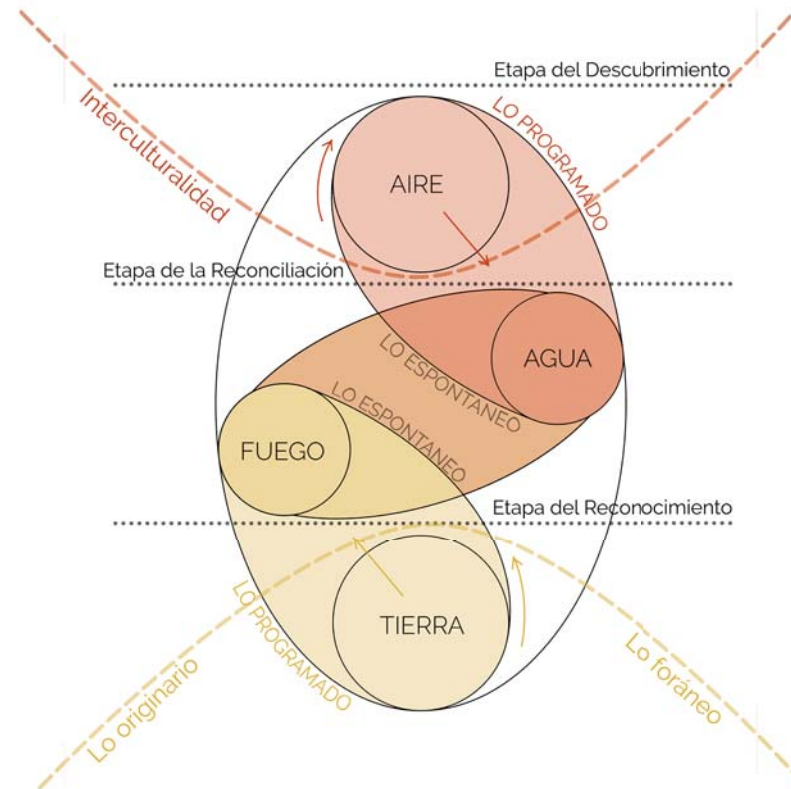 Etapa del Descubrimiento
Interculturalidad
LO PROGRAMADO
AIRE
Etapa de la Reconciliación
LO ESPONTANEO
AGUA
LO ESPONTANEO
FUEGO
Etapa del Reconocimiento
LO PROGRAMADO
TIERRA
Lo originario
Lo foráneo